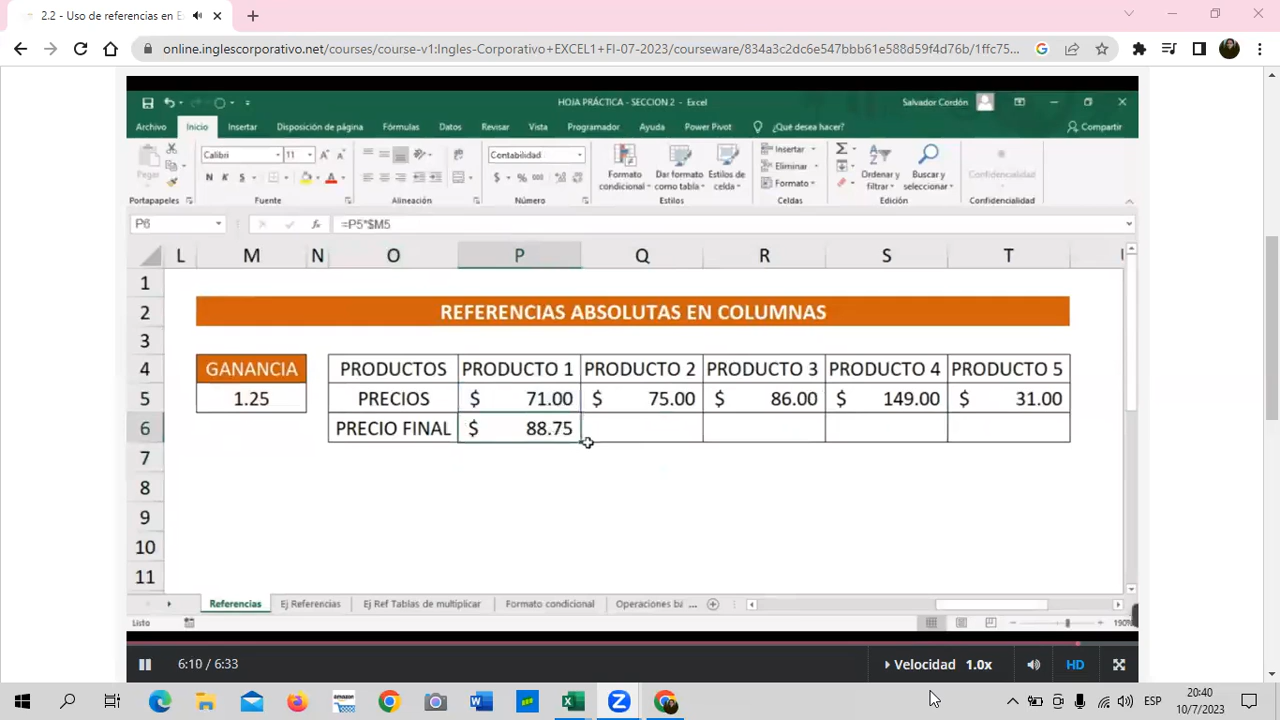 2.2 - Uso de referencias en E
online.inglescorporativo.net/courses/course-v1:Ingles-Corporativo+EXCEL1+FI-07-2023/courseware/834a3c2dc6e547bbb61e588d59f4d76b/1ffc75...
HOJA PRÁCTICA - SECCION 2 - Excel
Salvador Cordón
Archivo Inicio Insertar Disposición de página Fórmulas Datos Revisar Vista Programador Ayuda Power Pivot ¿Qué desea hacer? Compartir
Pegar
Calibri 11
N K S
Contabilidad
$ % 000
Formato condicional
Dar formato como tabla
Estilos de celda
Insertar
Eliminar
Formato
Ordenar y filtrar
Buscar y seleccionar
Confidencialidad
Portapapeles Fuente Alineación Número Estilos Celdas Edición Confidencialidad
P6 fx =P5*$M5
L M N O P Q R S T
1
2 REFERENCIAS ABSOLUTAS EN COLUMNAS
3
4 GANANCIA PRODUCTOS PRODUCTO 1 PRODUCTO 2 PRODUCTO 3 PRODUCTO 4 PRODUCTO 5
5 1.25 PRECIOS $ 71.00 $ 75.00 $ 86.00 $ 149.00 $ 31.00
6 PRECIO FINAL $ 88.75
7
8
9
10
11
Referencias Ej Referencias Ej Ref Tablas de multiplicar Formato condicional Operaciones ba ...
Listo 190%
6:10 / 6:33 Velocidad 1.0x HD
ESP
20:40
10/7/2023